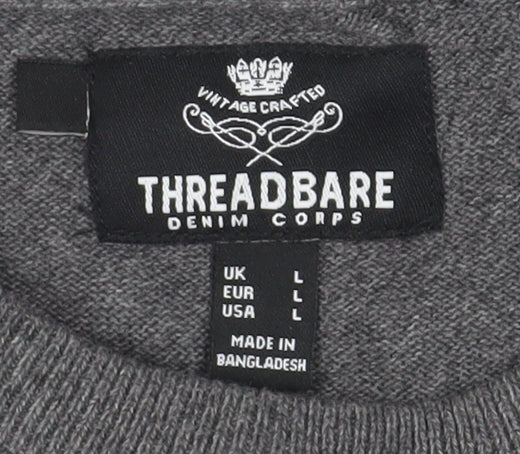 VINTAGE CRAFTED
THREADBARE
DENIM CORPS
UK L
EUR L
USA L
MADE IN
BANGLADESH